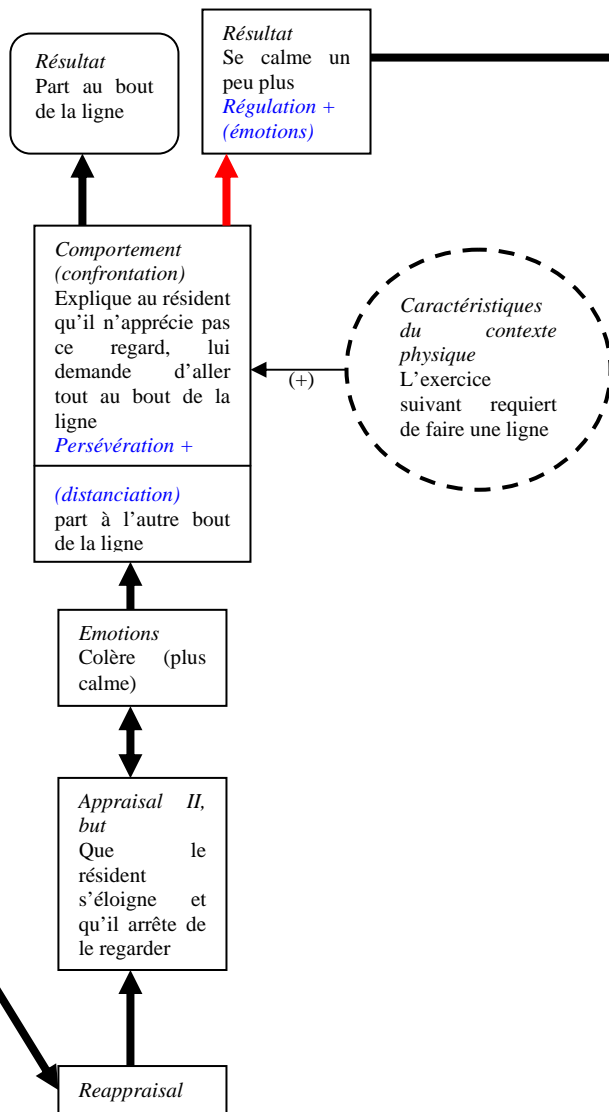 Résultat
Part au bout
de la ligne
Résultat
Se calme un
peu plus
Régulation +
(émotions)
Comportement
(confrontation)
Explique au résident
qu'il n'apprécie pas
ce regard, lui
demande d'aller
tout au bout de la
ligne
Persévération +
(distanciation)
part à l'autre bout
de la ligne
(+)
Caractéristiques
du contexte
physique
L'exercice
suivant requiert
de faire une ligne
Emotions
Colère (plus
calme)
Appraisal II,
but
Que le
résident
s'éloigne et
qu'il arrête de
le regarder
Reappraisal